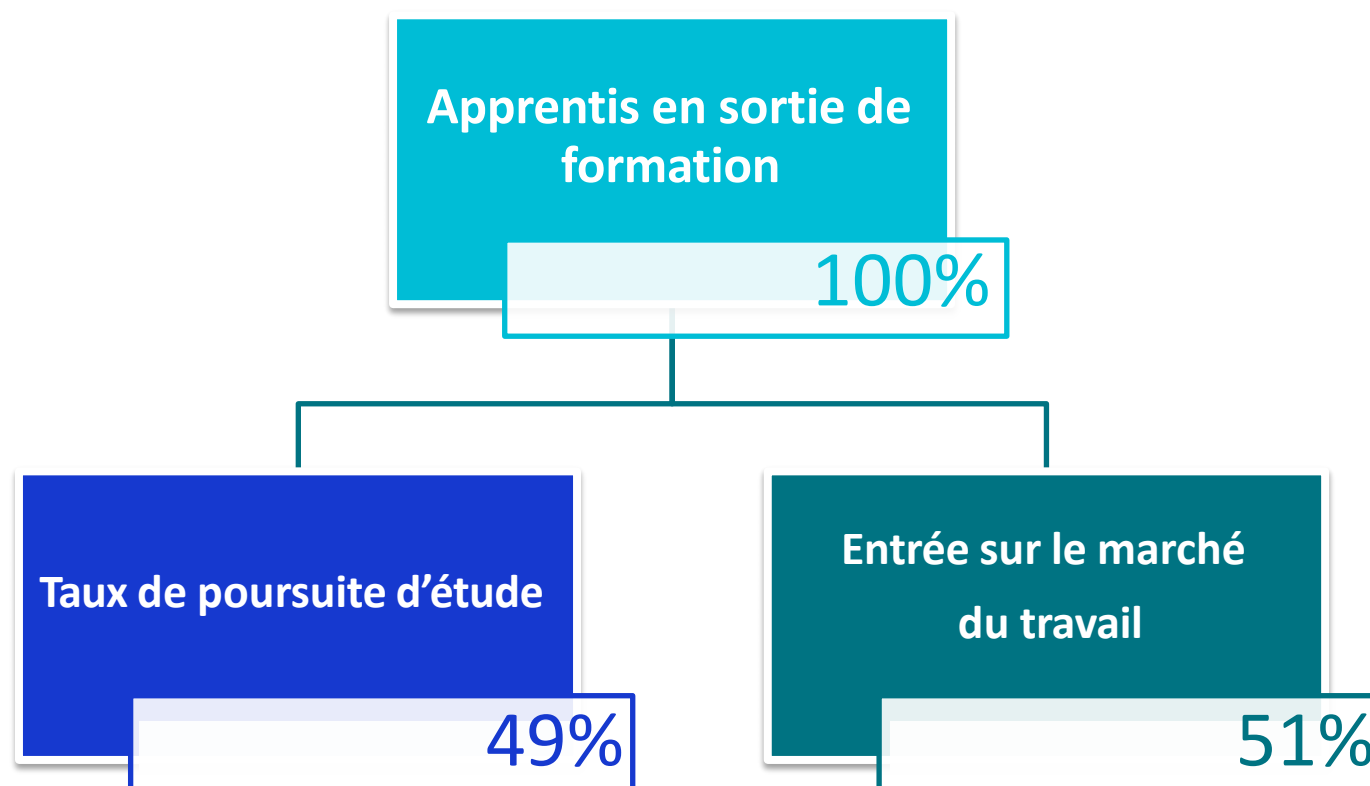 Apprentis en sortie de
formation
100%
Taux de poursuite d’étude
49%
Entrée sur le marché
du travail
51%